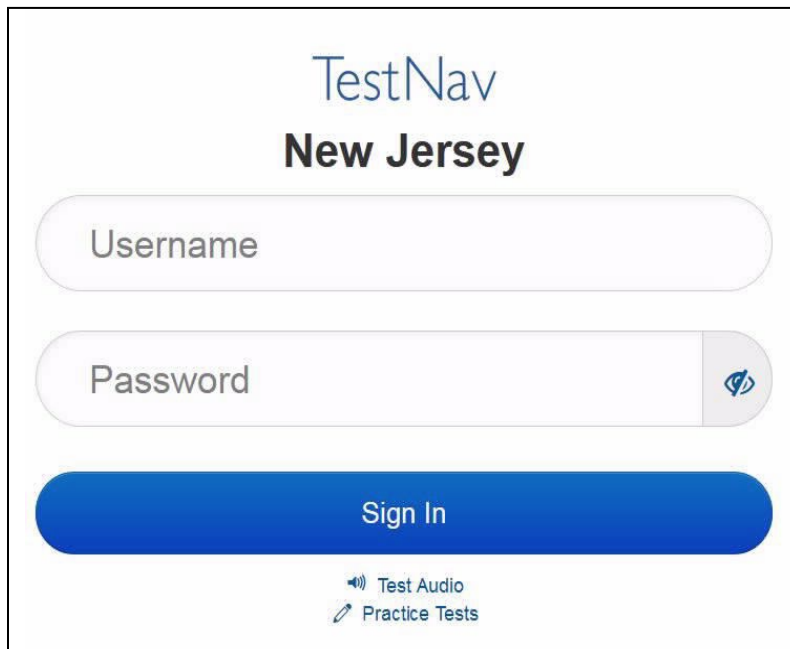 TestNav
New Jersey
Username
Password
Sign In
Test Audio
Practice Tests